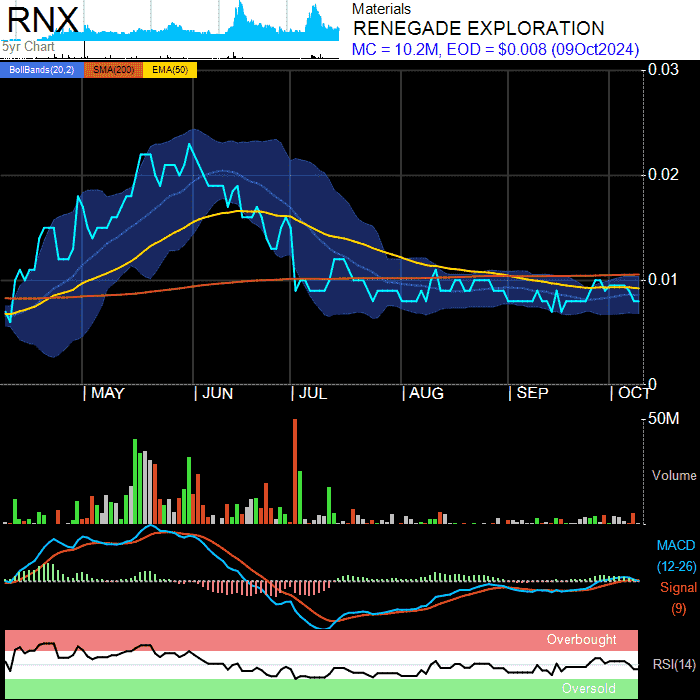 RNX
5yr Chart
Materials
RENEGADE EXPLORATION
MC = 10.2M, EOD = $0.008 (09Oct2024)
BollBands(20,2) SMA(200) EMA(50)
0.03
0.02
0.01
0
| MAY | JUN | JUL | AUG | SEP | OCT
50M
Volume
MACD
(12-26)
Signal
(9)
Overbought
RSI(14)
Oversold